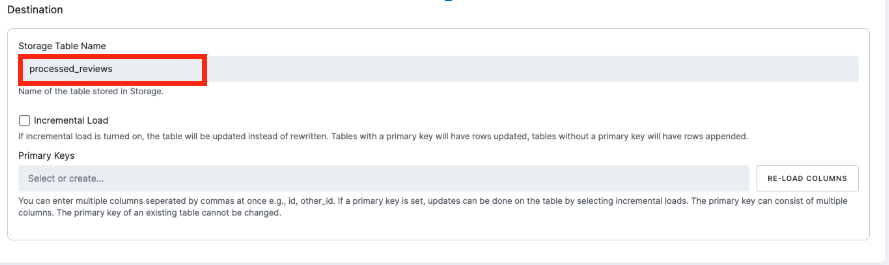 Destination
Storage Table Name
processed_reviews
Name of the table stored in Storage.
Incremental Load
If incremental load is turned on, the table will be updated instead of rewritten. Tables with a primary key will have rows updated, tables without a primary key will have rows appended.
Primary Keys
Select or create...
RE-LOAD COLUMNS
You can enter multiple columns seperated by commas at once e.g., id, other_id. If a primary key is set, updates can be done on the table by selecting incremental loads. The primary key can consist of multiple
columns. The primary key of an existing table cannot be changed.